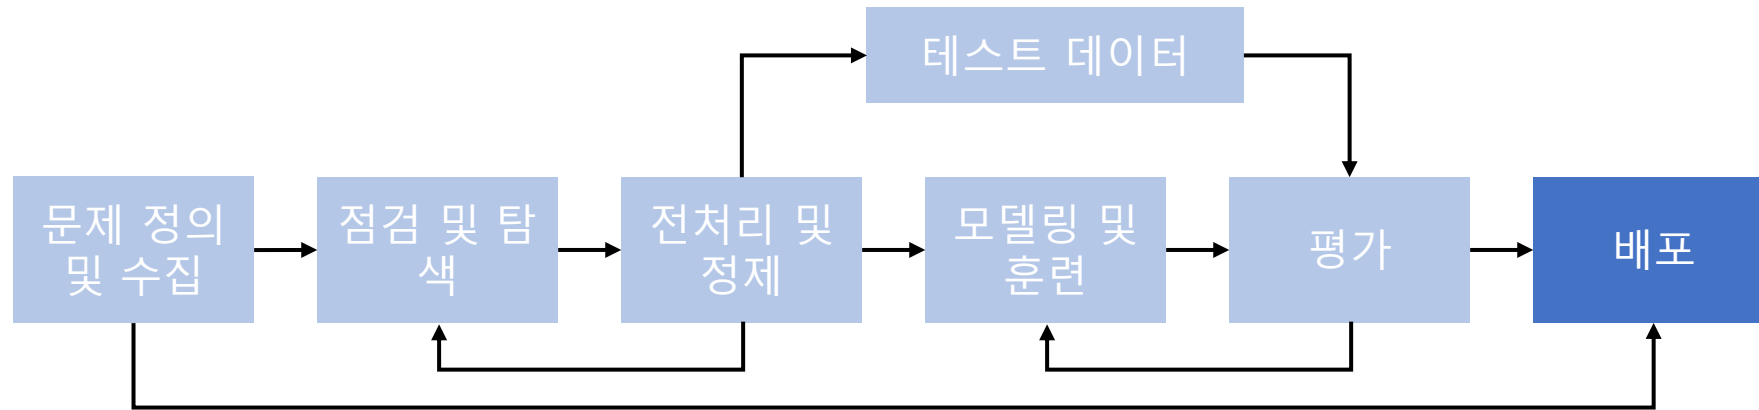 테스트 데이터
문제 정의
및 수집
점검 및 탐
색
전처리 및
정제
모델링 및
훈련
평가
배포